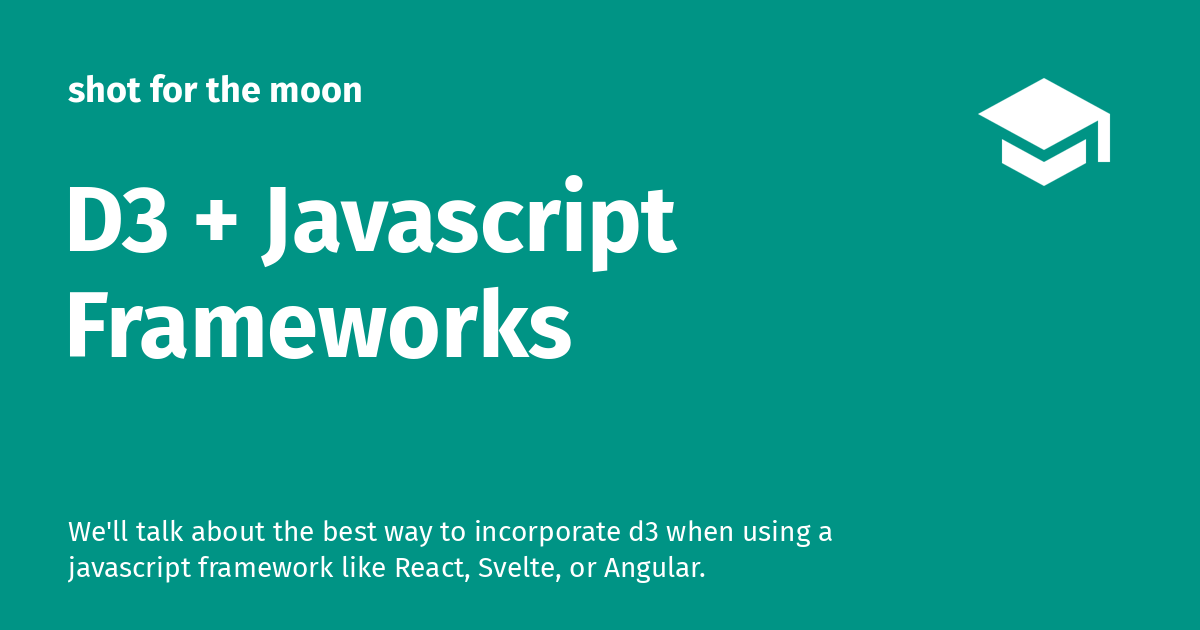 shot for the moon
D3 + Javascript
Frameworks
We'll talk about the best way to incorporate d3 when using a
javascript framework like React, Svelte, or Angular.